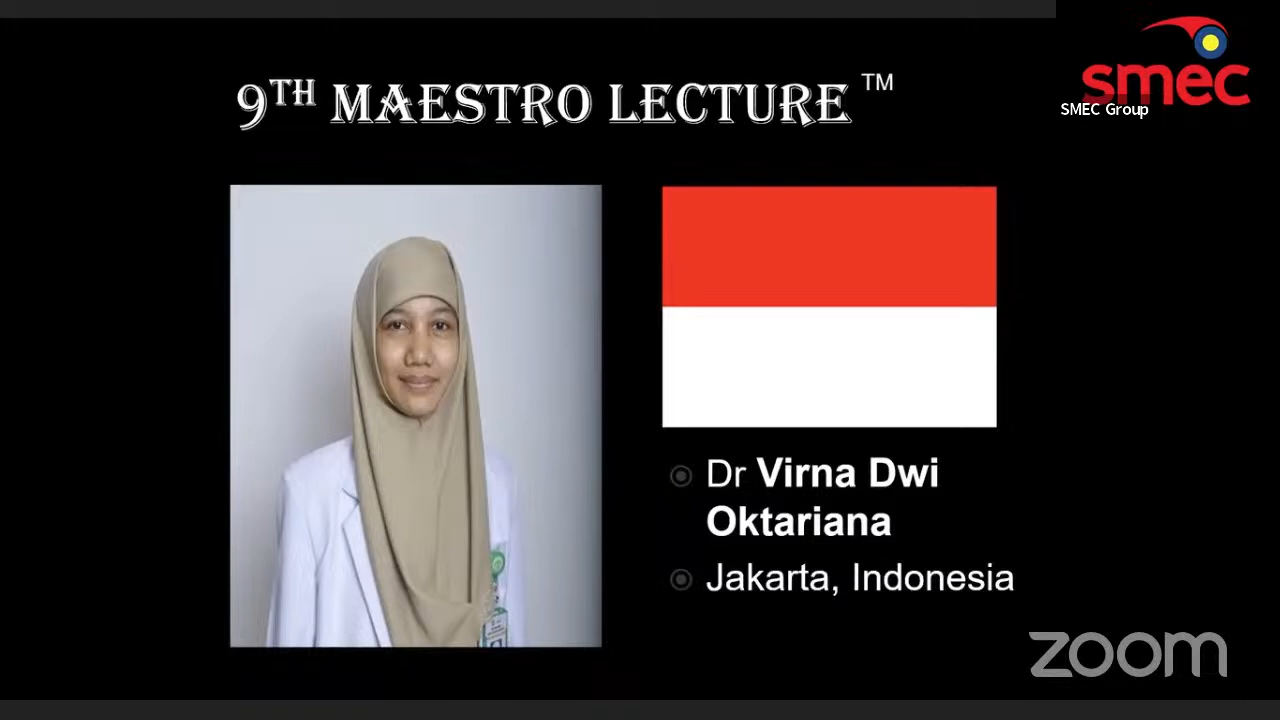 9TH MAESTRO LECTURE TM
smec
SMEC Group
Dr Virna Dwi
Oktariana
Jakarta, Indonesia
zoom